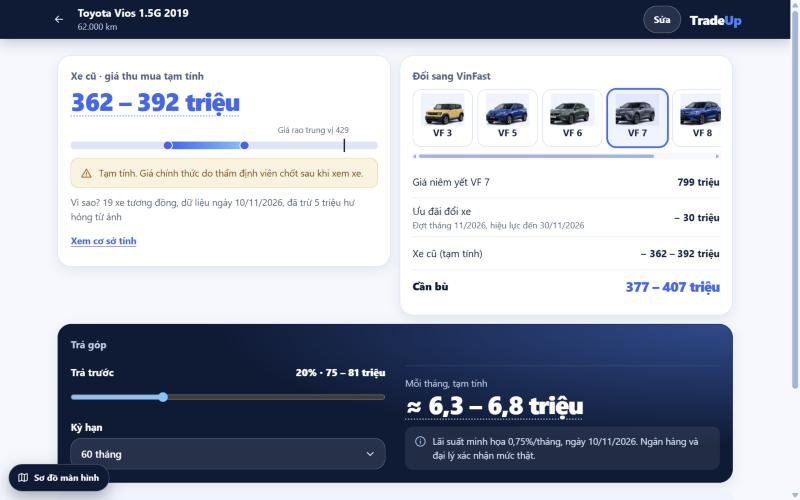 Toyota Vios 1.5G 2019
62.000 km
Sửa
TradeUp
Xe cũ · giá thu mua tạm tính
362 – 392 triệu
Giá rao trung vị 429
Tạm tính. Giá chính thức do thẩm định viên chốt sau khi xem xe.
Vì sao? 19 xe tương đồng, dữ liệu ngày 10/11/2026, đã trừ 5 triệu hư
hỏng từ ảnh
Xem cơ sở tính
Đổi sang VinFast
VF 3
VF 5
VF 6
VF 7
VF 8
Giá niêm yết VF 7
799 triệu
Ưu đãi đổi xe
Đợt tháng 11/2026, hiệu lực đến 30/11/2026
– 30 triệu
Xe cũ (tạm tính)
– 362 – 392 triệu
Cần bù
377 – 407 triệu
Trả góp
Trả trước
20% · 75 – 81 triệu
Kỳ hạn
60 tháng
Mỗi tháng, tạm tính
≈ 6,3 – 6,8 triệu
Lãi suất minh họa 0,75%/tháng, ngày 10/11/2026. Ngân hàng và
đại lý xác nhận mức thật.
Sơ đồ màn hình